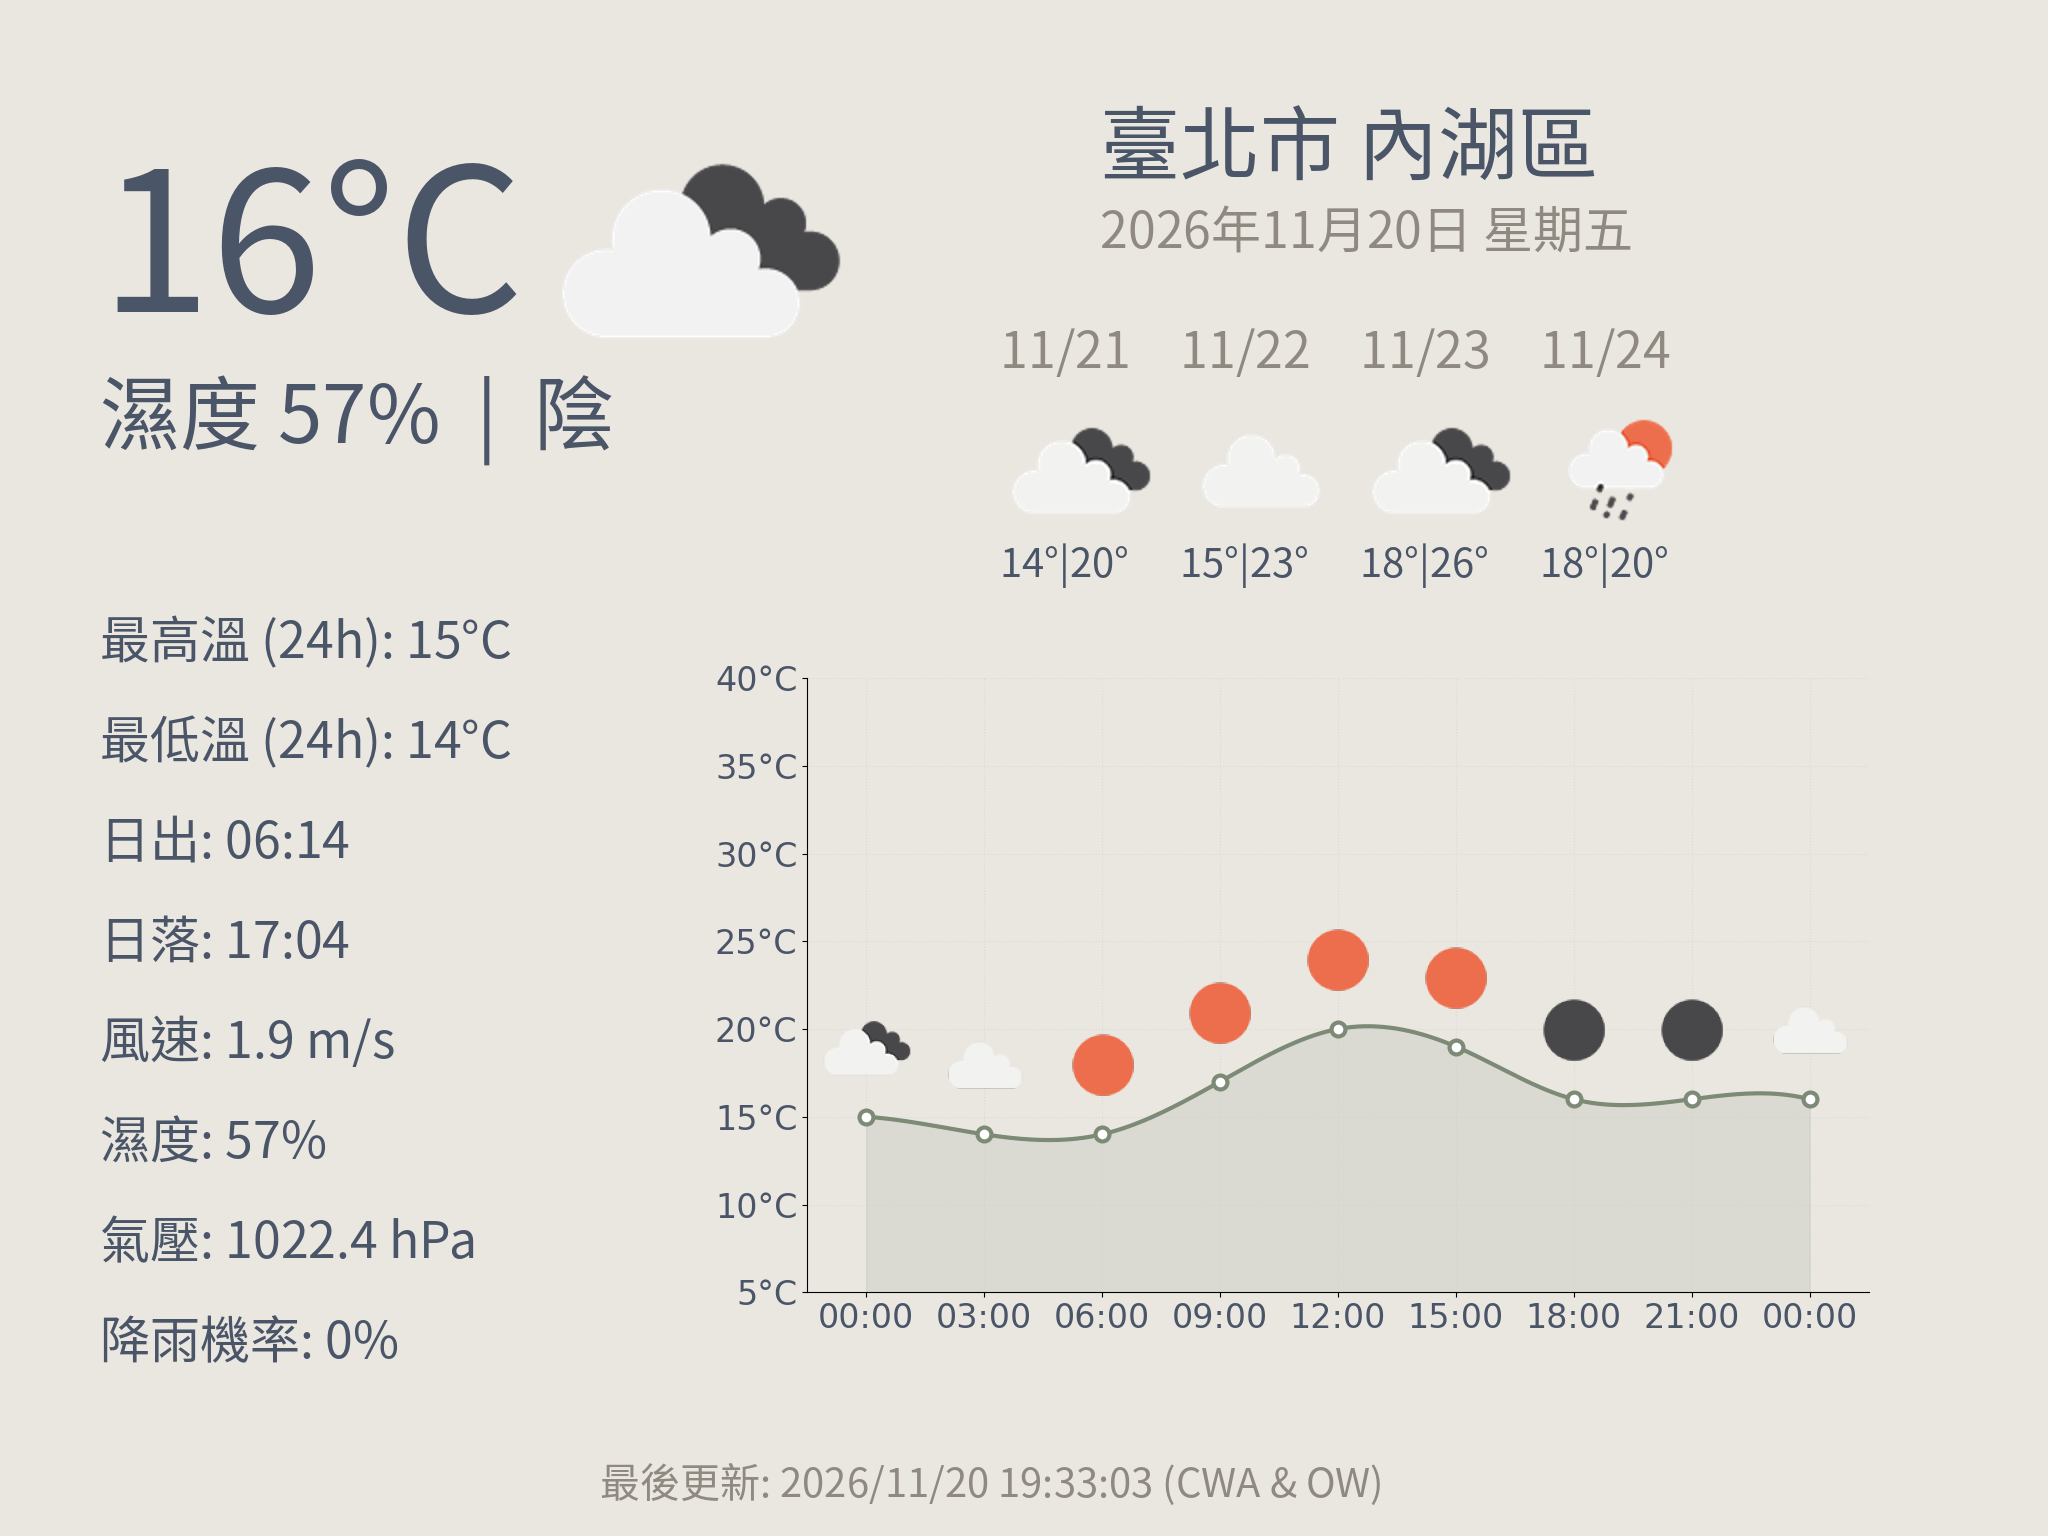 16°C
濕度 57% | 陰
臺北市 內湖區
2026年11月20日 星期五
11/21 11/22 11/23 11/24
14°|20° 15°|23° 18°|26° 18°|20°
最高溫 (24h): 15°C
最低溫 (24h): 14°C
日出: 06:14
日落: 17:04
風速: 1.9 m/s
濕度: 57%
氣壓: 1022.4 hPa
降雨機率: 0%
40°C
35°C
30°C
25°C
20°C
15°C
10°C
5°C
00:00 03:00 06:00 09:00 12:00 15:00 18:00 21:00 00:00
最後更新: 2026/11/20 19:33:03 (CWA & OW)